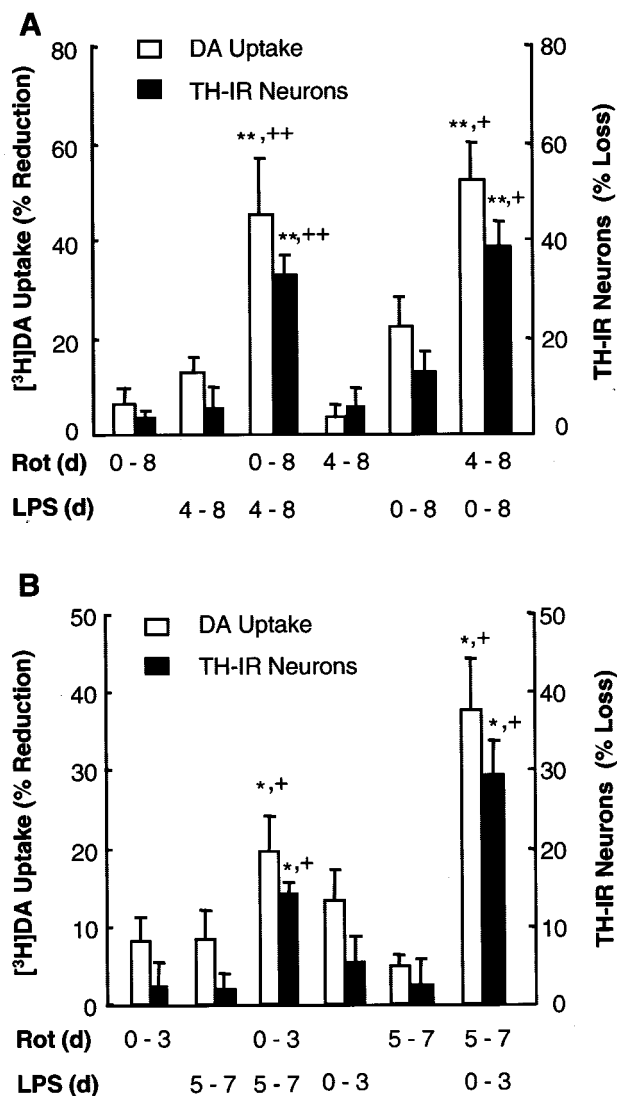 A
DA Uptake
TH-IR Neurons
[³H]DA Uptake (% Reduction)
80
60
40
20
0
TH-IR Neurons (% Loss)
80
60
40
20
0
**,++
**,++
**,+
**,+
Rot (d) 0 - 8 0 - 8 4 - 8 4 - 8
LPS (d) 4 - 8 4 - 8 0 - 8 0 - 8
B
DA Uptake
TH-IR Neurons
[³H]DA Uptake (% Reduction)
50
40
30
20
10
0
TH-IR Neurons (% Loss)
50
40
30
20
10
0
*,+
*,+
*,+
*,+
Rot (d) 0 - 3 0 - 3 5 - 7 5 - 7
LPS (d) 5 - 7 5 - 7 0 - 3 0 - 3